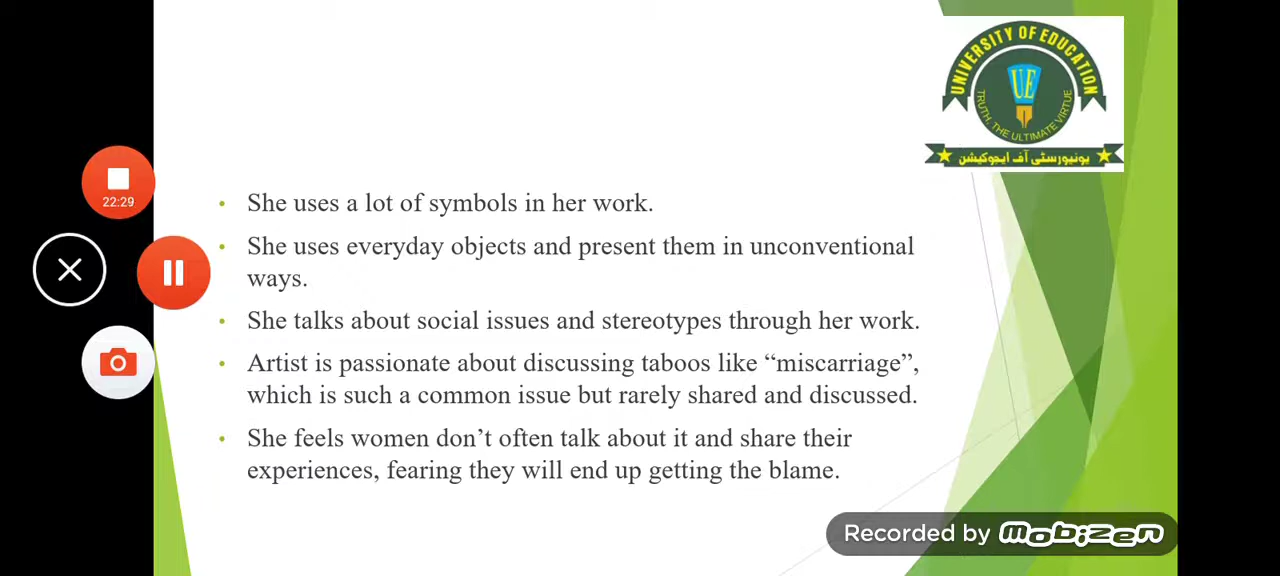 UNIVERSITY OF EDUCATION
UE
TRUTH, THE ULTIMATE VIRTUE
یونیورسٹی آف ایجوکیشن
22:29
• She uses a lot of symbols in her work.
• She uses everyday objects and present them in unconventional
ways.
• She talks about social issues and stereotypes through her work.
• Artist is passionate about discussing taboos like “miscarriage”,
which is such a common issue but rarely shared and discussed.
• She feels women don’t often talk about it and share their
experiences, fearing they will end up getting the blame.
Recorded by Mobizen